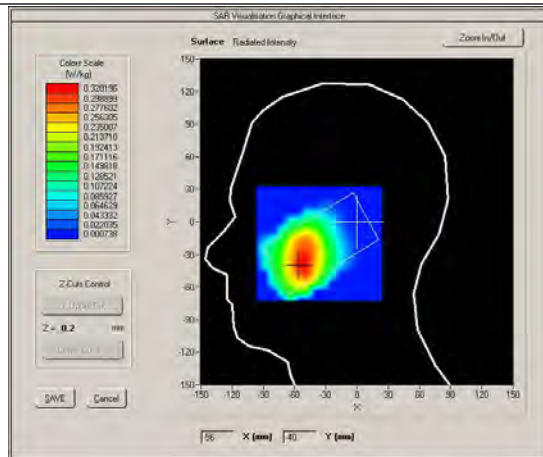 SAR Visualisation Graphical Interface
Surface Radiated Intensity
Zoom In/Out
Colors Scale
(W/kg)
0.320196
0.298899
0.277602
0.256305
0.235007
0.213710
0.192413
0.171116
0.149818
0.128521
0.107224
0.085927
0.064629
0.043332
0.022035
0.000738
150
120
90
60
30
0
-30
-60
-90
-120
-150
Y
-150 -120 -90 -60 -30 0 30 60 90 120 150
X
Z-Cuts Control
Z = 0.2 mm
SAVE
Cancel
X (mm) -40 Y (mm)